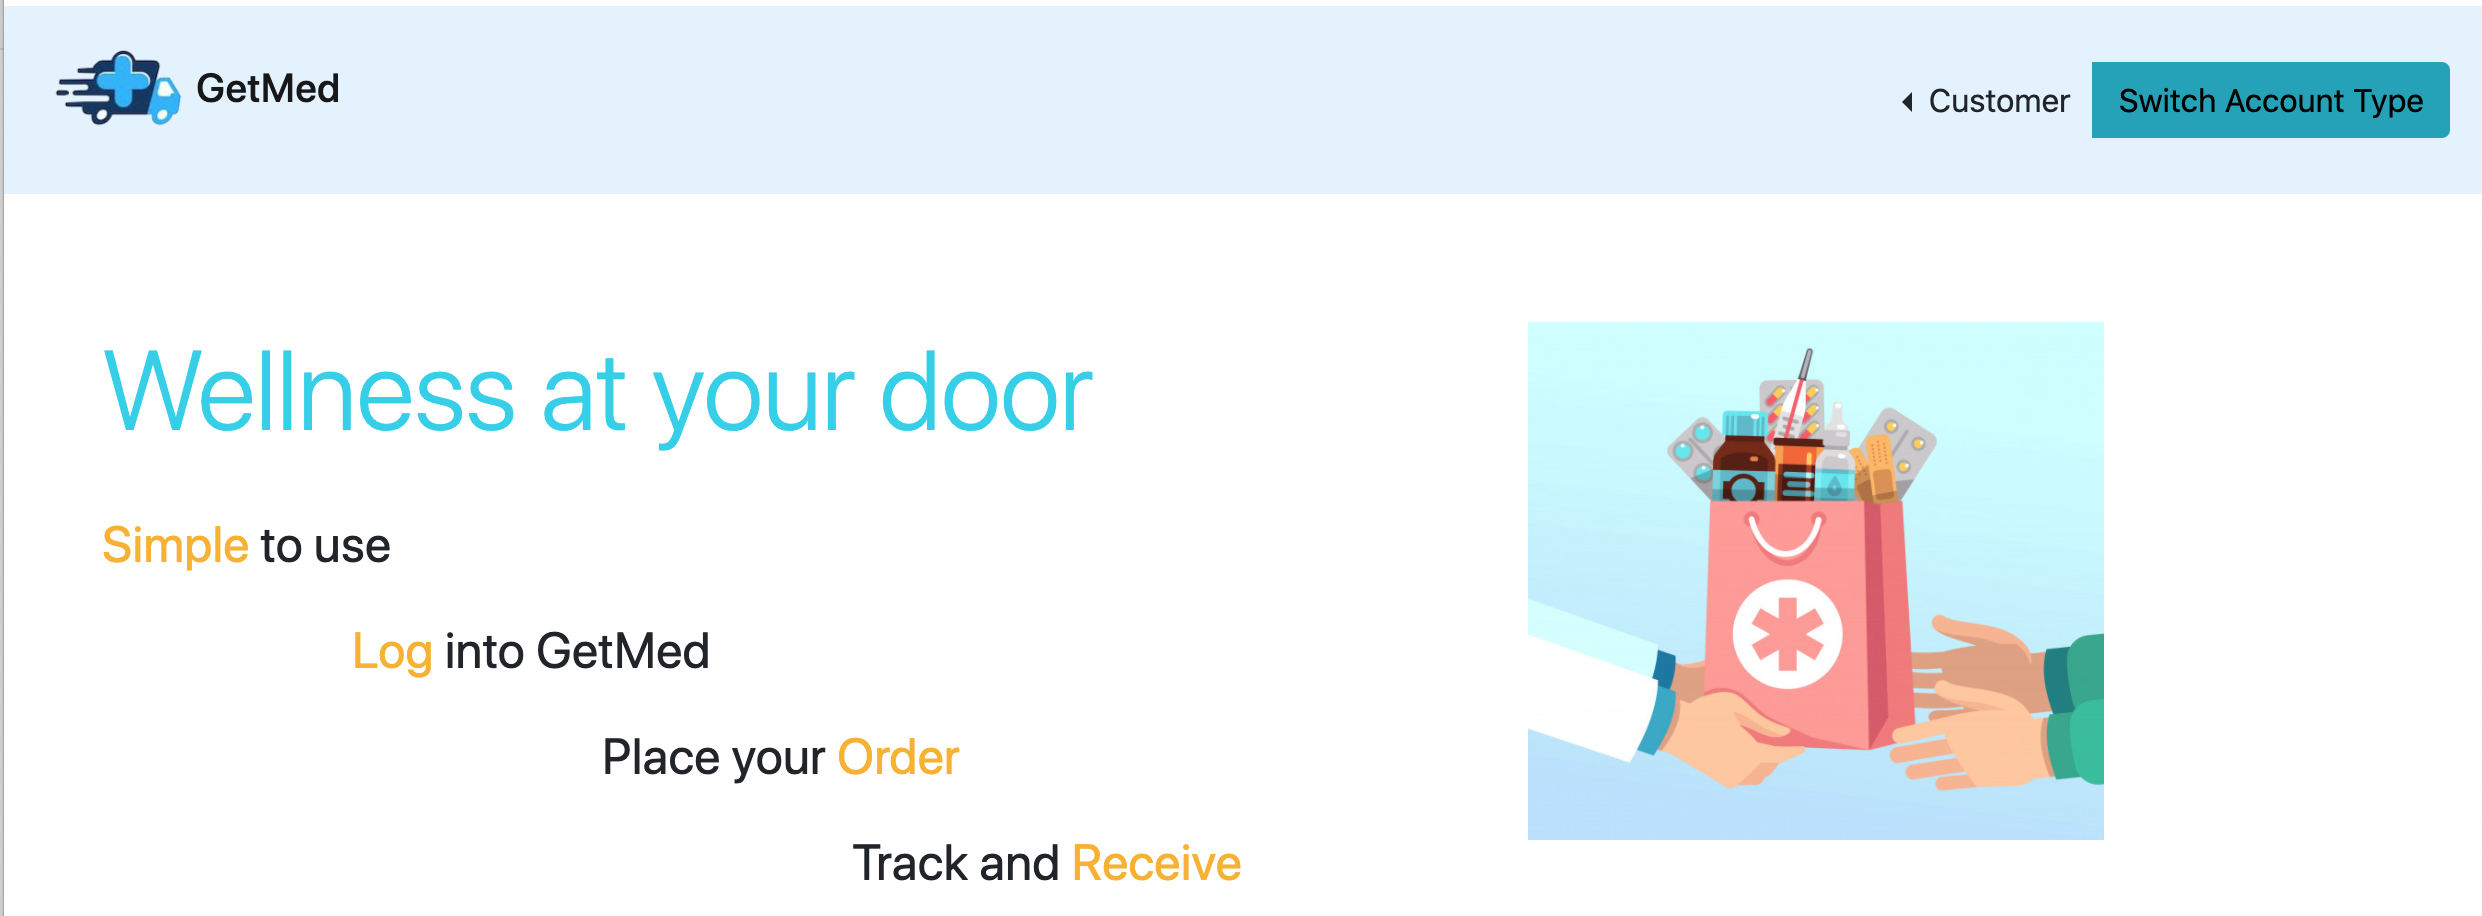 GetMed
Customer
Switch Account Type
Wellness at your door
Simple to use
Log into GetMed
Place your Order
Track and Receive